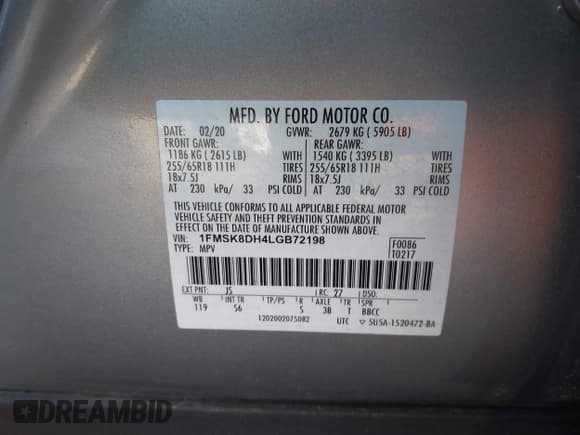 MFD. BY FORD MOTOR CO.
DATE: 02/20 GVWR: 2679 KG ( 5905 LB)
FRONT GAWR: REAR GAWR:
1186 KG ( 2615 LB) WITH 1540 KG ( 3395 LB) WITH
255/65R18 111H TIRES 255/65R18 111H TIRES
18x7.5J RIMS 18x7.5J RIMS
AT 230 kPa/ 33 PSI COLD AT 230 kPa/ 33 PSI COLD
THIS VEHICLE CONFORMS TO ALL APPLICABLE FEDERAL MOTOR
VEHICLE SAFETY AND THEFT PREVENTION STANDARDS IN
EFFECT ON THE DATE OF MANUFACTURE SHOWN ABOVE.
VIN: 1FMSK8DH4LGB72198 F0086
TYPE: MPV T0217
EXT PNT: JS RC: 27 DSO:
WB INT TR TP/PS R AXLE TR SPR
119 56 S 3B T BBCC
1202002075082 UTC 5U5A-1520472-BA
DREAMBID